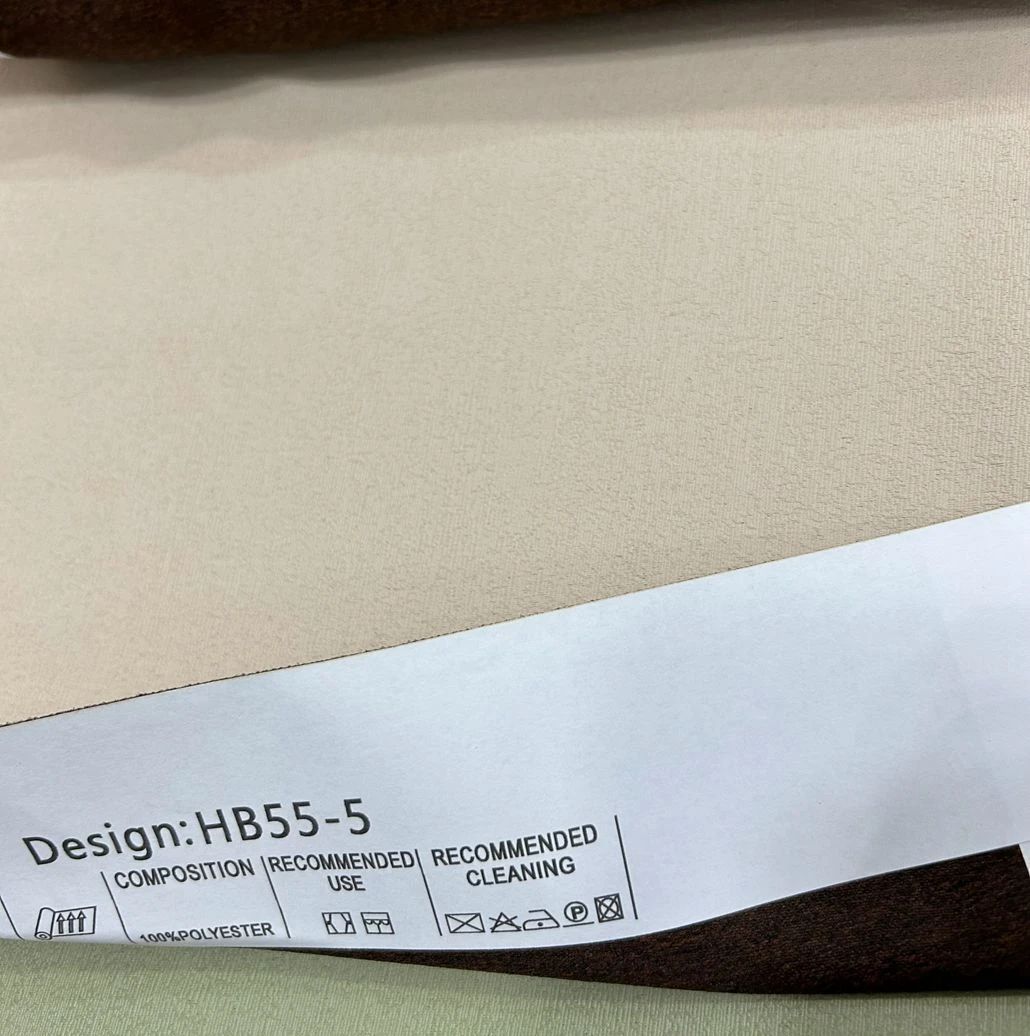 Design:HB55-5
COMPOSITION
100%POLYESTER
RECOMMENDED
USE
RECOMMENDED
CLEANING
P